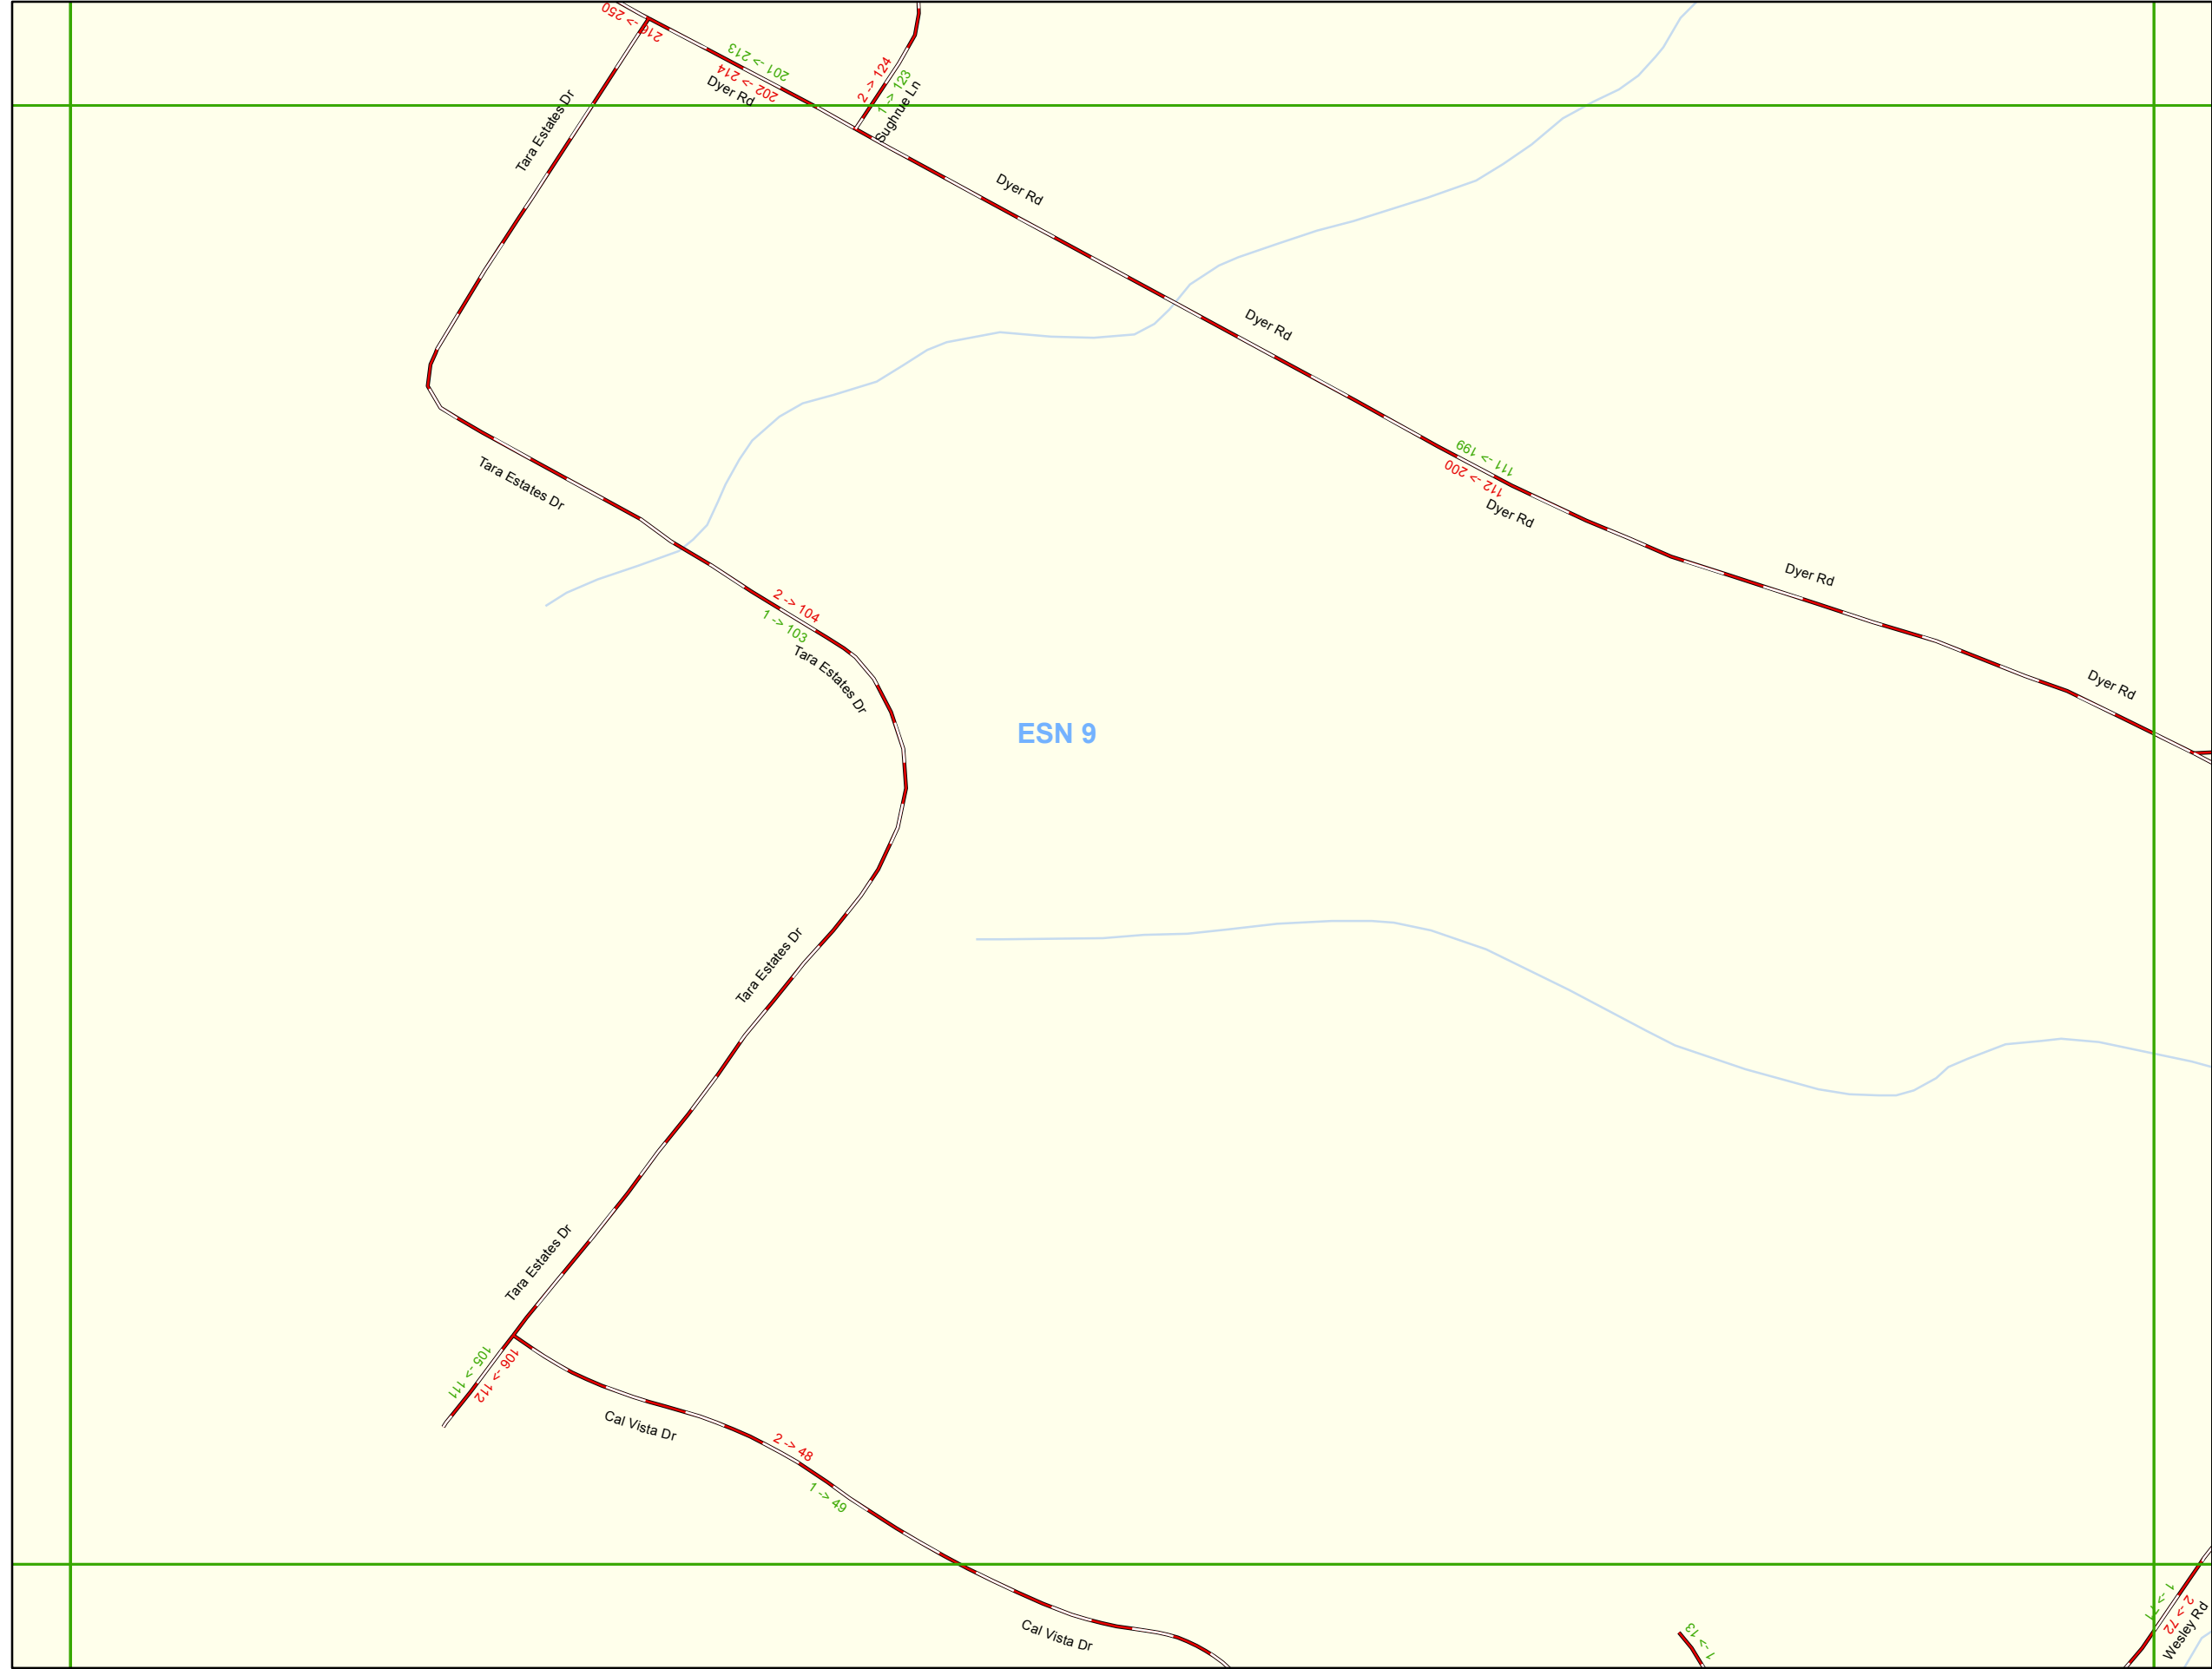 216 -> 250
201 -> 213
202 -> 214
Dyer Rd
2 -> 124
1 -> 123
Sughrue Ln
Tara Estates Dr
Dyer Rd
Dyer Rd
111 -> 199
112 -> 200
Dyer Rd
Tara Estates Dr
Dyer Rd
2 -> 104
1 -> 103
Tara Estates Dr
Dyer Rd
ESN 9
Tara Estates Dr
Tara Estates Dr
105 -> 111
106 -> 112
Cal Vista Dr
2 -> 48
1 -> 49
Cal Vista Dr
1 -> 13
1 -> 71
2 -> 72
Wesley Rd